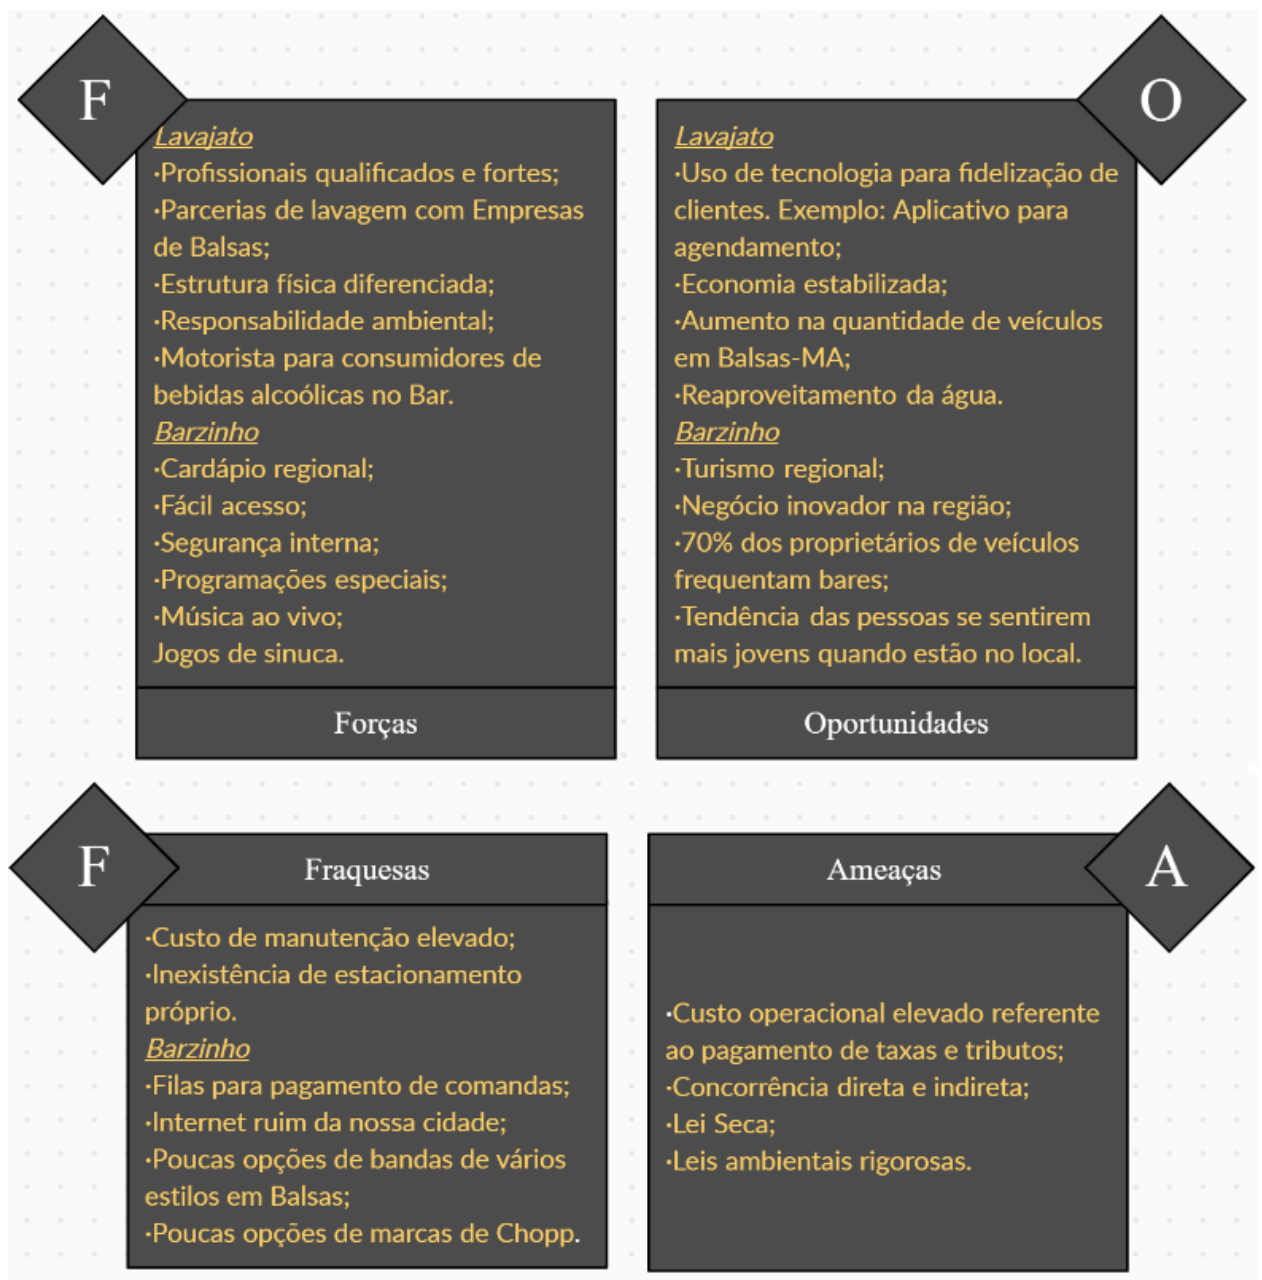 F
Lavajato
·Profissionais qualificados e fortes;
·Parcerias de lavagem com Empresas
de Balsas;
·Estrutura física diferenciada;
·Responsabilidade ambiental;
·Motorista para consumidores de
bebidas alcoólicas no Bar.
Barzinho
·Cardápio regional;
·Fácil acesso;
·Segurança interna;
·Programações especiais;
·Música ao vivo;
Jogos de sinuca.
Forças
O
Lavajato
·Uso de tecnologia para fidelização de
clientes. Exemplo: Aplicativo para
agendamento;
·Economia estabilizada;
·Aumento na quantidade de veículos
em Balsas-MA;
·Reaproveitamento da água.
Barzinho
·Turismo regional;
·Negócio inovador na região;
·70% dos proprietários de veículos
frequentam bares;
·Tendência das pessoas se sentirem
mais jovens quando estão no local.
Oportunidades
F
Fraquesas
·Custo de manutenção elevado;
·Inexistência de estacionamento
próprio.
Barzinho
·Filas para pagamento de comandas;
·Internet ruim da nossa cidade;
·Poucas opções de bandas de vários
estilos em Balsas;
·Poucas opções de marcas de Chopp.
A
Ameaças
·Custo operacional elevado referente
ao pagamento de taxas e tributos;
·Concorrência direta e indireta;
·Lei Seca;
·Leis ambientais rigorosas.